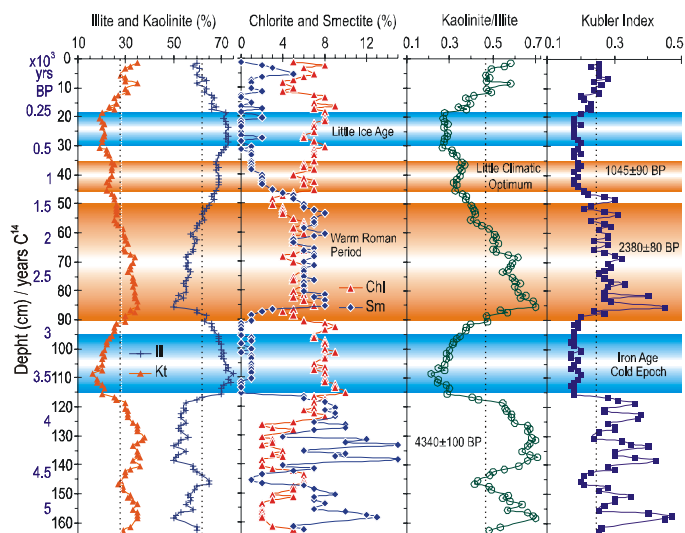 Illite and Kaolinite (%)
Chlorite and Smectite (%)
Kaolinite/Illite
Kubler Index
10 30 50 70
0 5 10 15
0.1 0.3 0.5 0.7
0.1 0.3 0.5
x10³
yrs
BP
0
10
0.25
20
30
0.5
40
1
50
1.5
60
2
70
2.5
80
90
3
100
3.5
110
120
4
130
140
4.5
150
5
160
Depht (cm) / years C¹⁴
Little Ice Age
Little Climatic
Optimum
1045±90 BP
Warm Roman
Period
2380±80 BP
Chl
Sm
Ill
Kt
Iron Age
Cold Epoch
4340±100 BP